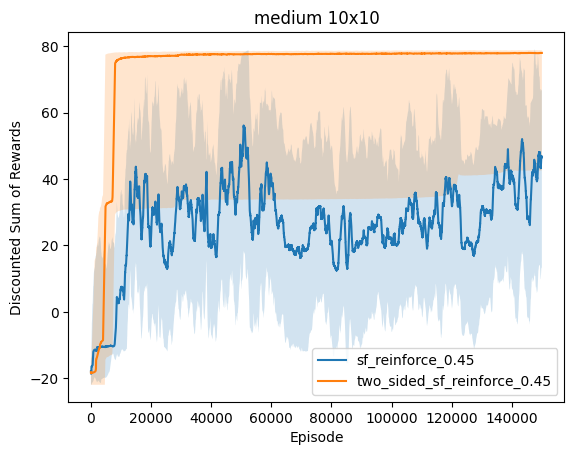 medium 10x10
Discounted Sum of Rewards
80
60
40
20
0
−20
0
20000
40000
60000
80000
100000
120000
140000
Episode
sf_reinforce_0.45
two_sided_sf_reinforce_0.45